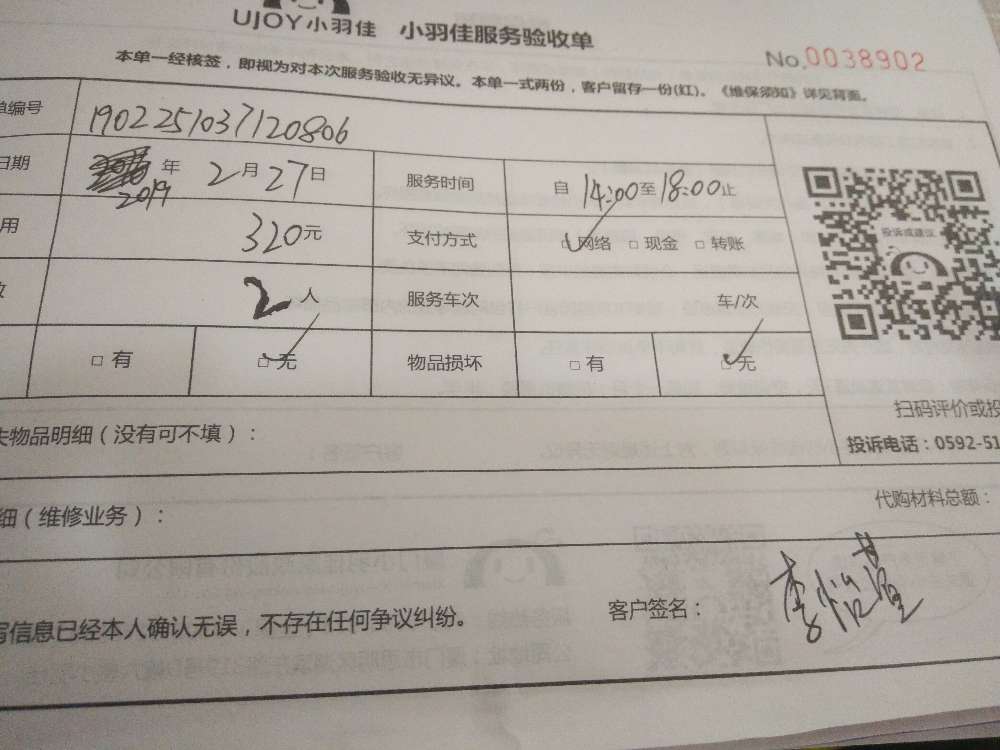 UJOY小羽佳 小羽佳服务验收单
No.0038902
本单一经核签，即视为对本次服务验收无异议。本单一式两份，客户留存一份(红)。《维保须知》详见背面。
单编号 1902251037120806
日期 2019 年 2月27日 服务时间 自14:00至18:00止
用 320元 支付方式 □网络 □现金 □转账
投诉或建议
2人 服务车次 车/次
□有 □无 物品损坏 □有 □无
扫码评价或投
失物品明细（没有可不填）：
投诉电话：0592-51
细（维修业务）：
代购材料总额：
写信息已经本人确认无误，不存在任何争议纠纷。 客户签名：